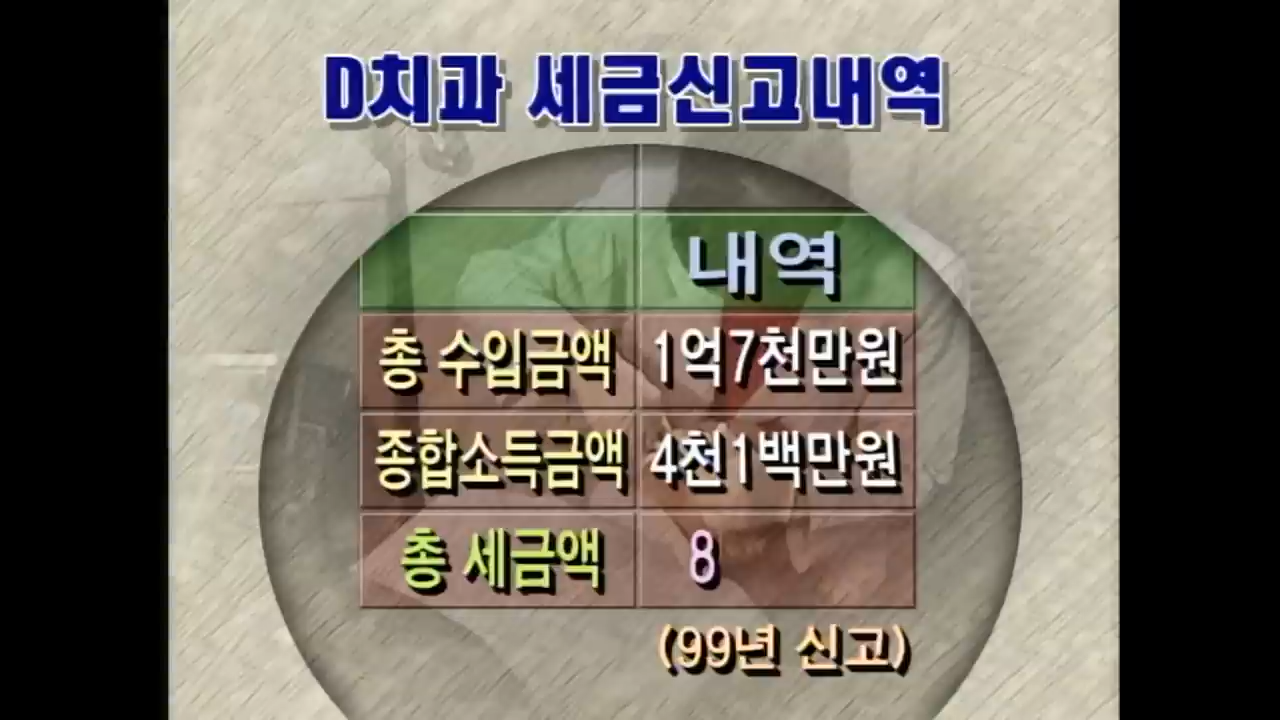 D치과 세금신고내역
내역
총 수입금액 1억7천만원
종합소득금액 4천1백만원
총 세금액 8
(99년 신고)